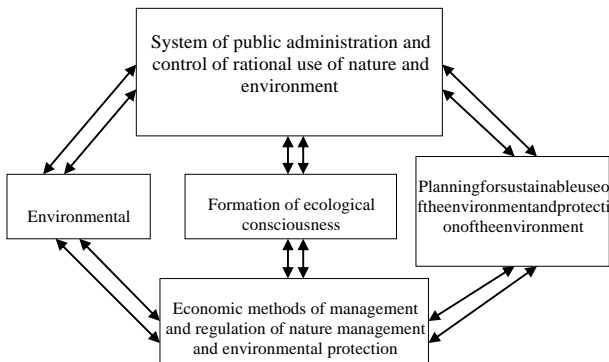 System of public administration and
control of rational use of nature and
environment
Environmental
Formation of ecological
consciousness
Planningforsustainableuseo
ftheenvironmentandprotecti
onoftheenvironment
Economic methods of management
and regulation of nature management
and environmental protection